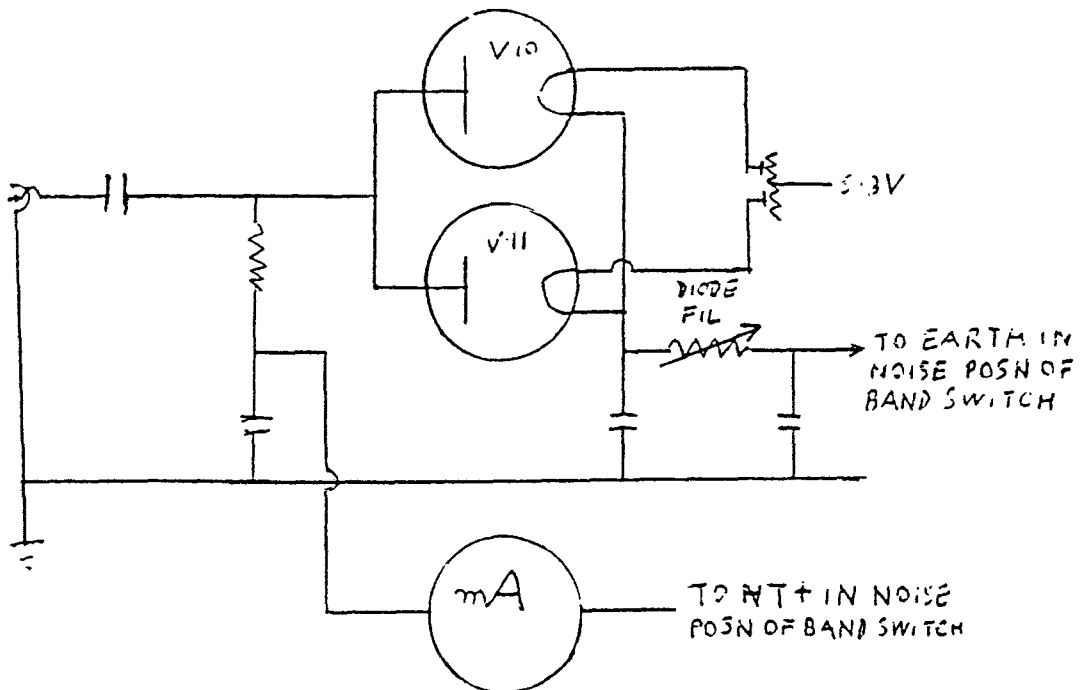 V10
V11
6.3V
DIODE
FIL
TO EARTH IN
NOISE POSN OF
BAND SWITCH
mA
TO HT+ IN NOISE
POSN OF BAND SWITCH